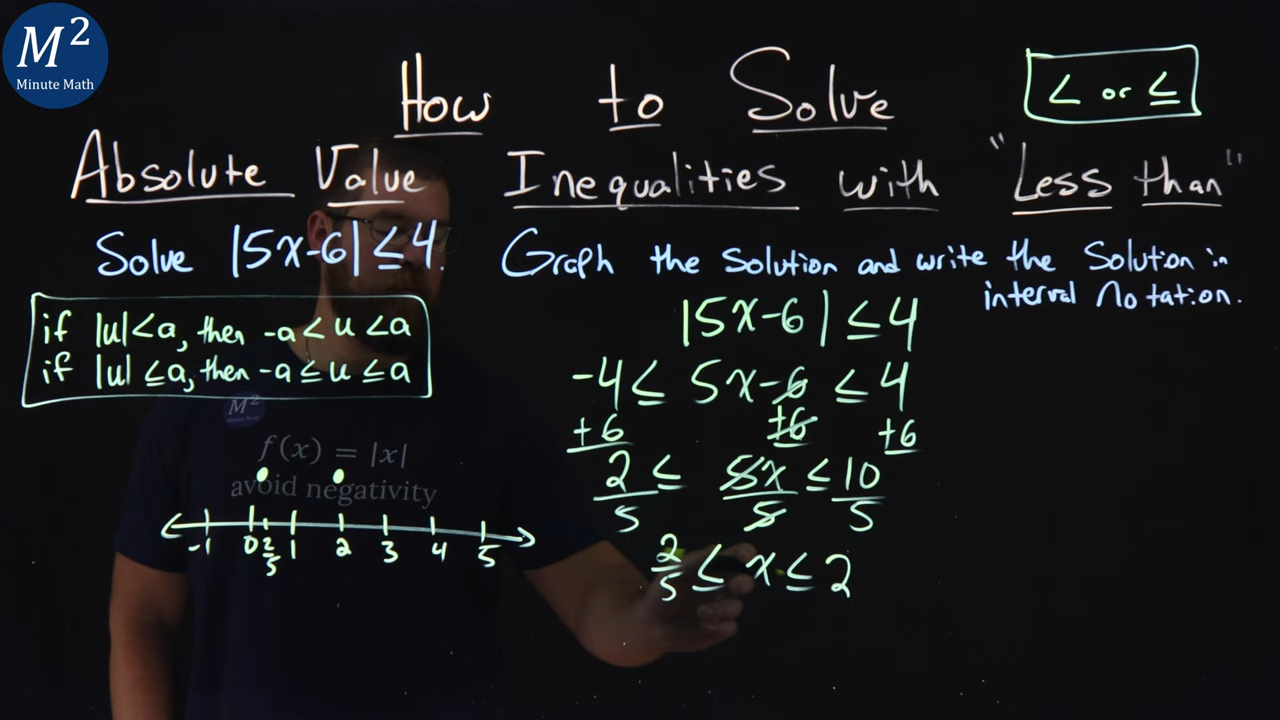 M²
Minute Math
How to Solve
< or ≤
Absolute Value Inequalities with "Less than"
Solve |5x-6| ≤ 4. Graph the solution and write the solution in
interval notation.
if |u| < a, then -a < u < a
if |u| ≤ a, then -a ≤ u ≤ a
|5x-6| ≤ 4
-4 ≤ 5x-6 ≤ 4
+6 +6 +6
2 ≤ 5x ≤ 10
5 5 5
2/5 ≤ x ≤ 2
M²
Minute Math
f(x) = |x|
avoid negativity
-1 0 2/5 1 2 3 4 5